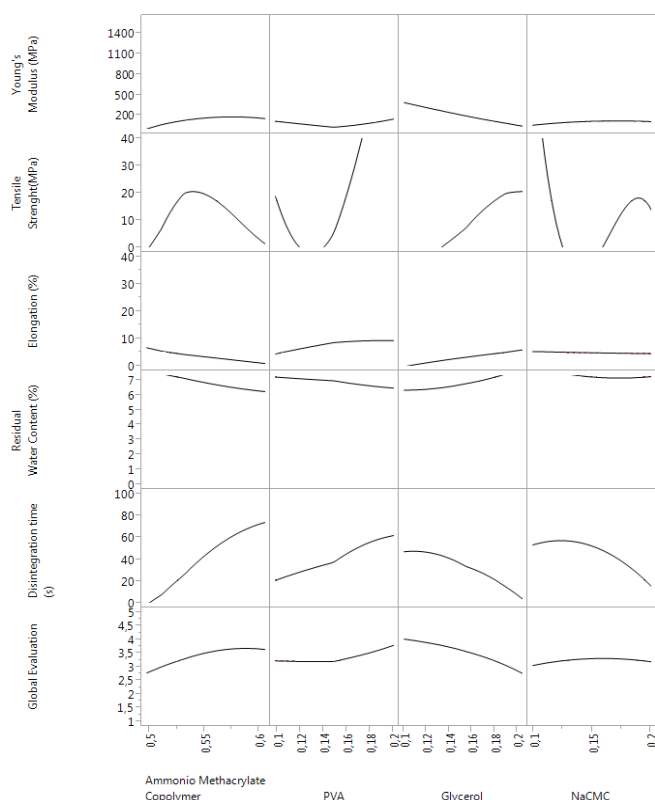 Young's
Modulus (MPa)
1400
1100
800
500
200
Tensile
Strenght(MPa)
40
30
20
10
0
Elongation (%)
40
30
20
10
0
Residual
Water Content (%)
7
6
5
4
3
2
1
0
Disintegration time
(s)
100
80
60
40
20
0
Global Evaluation
5
4,5
4
3,5
3
2,5
2
1,5
1
0,5 0,55 0,6 0,1 0,12 0,14 0,16 0,18 0,2 0,1 0,12 0,14 0,16 0,18 0,2 0,1 0,15 0,2
Ammonio Methacrylate
Copolymer PVA Glycerol NaCMC